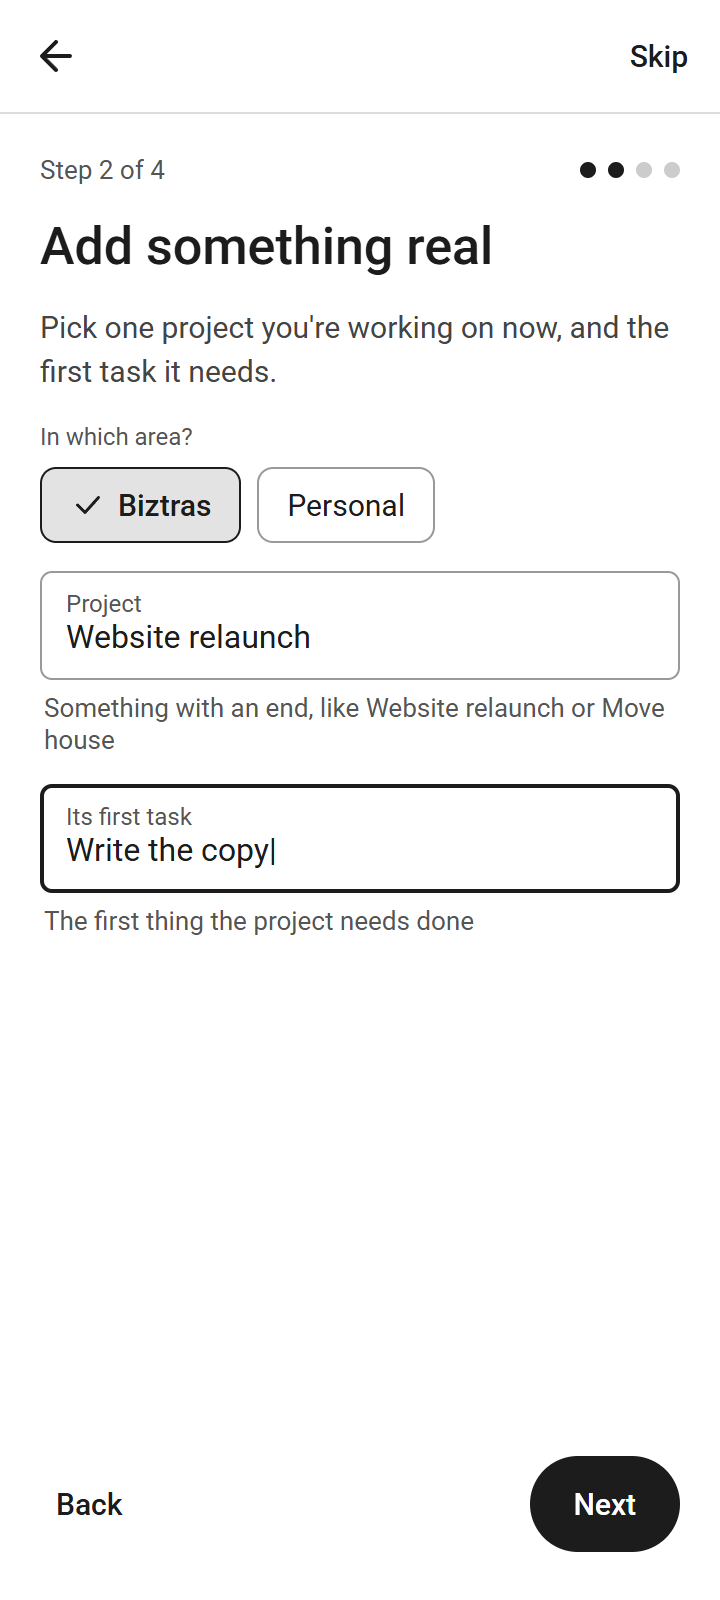 Skip
Step 2 of 4
Add something real
Pick one project you're working on now, and the
first task it needs.
In which area?
Biztras
Personal
Project
Website relaunch
Something with an end, like Website relaunch or Move
house
Its first task
Write the copy
The first thing the project needs done
Back
Next